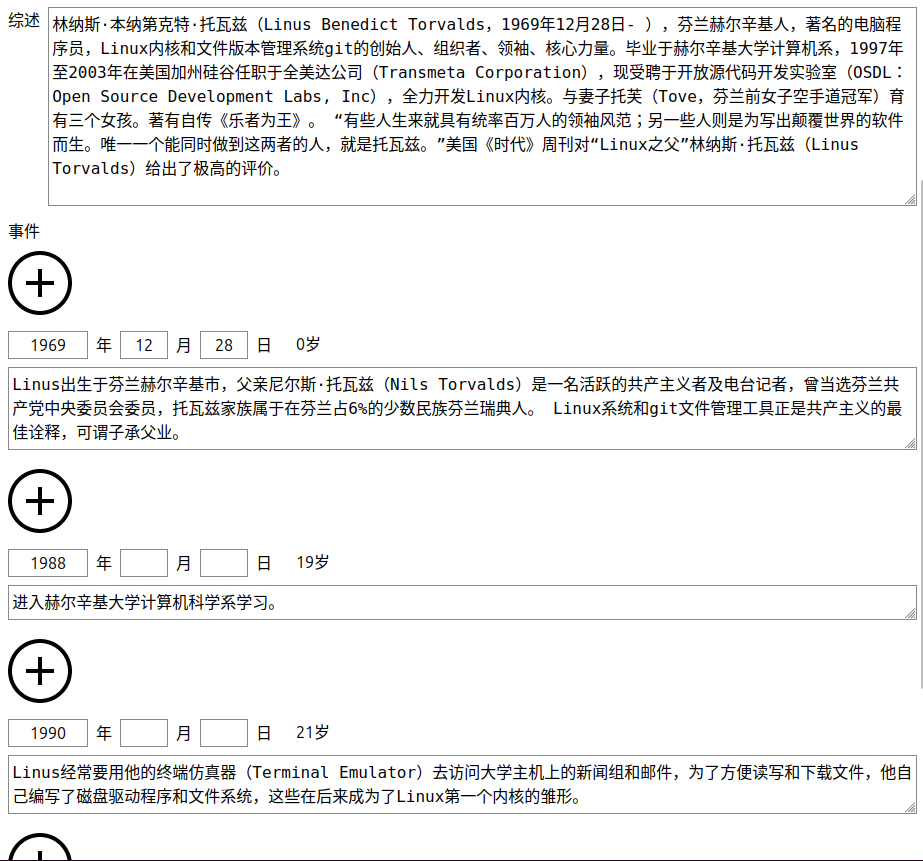 综述
林纳斯·本纳第克特·托瓦兹（Linus Benedict Torvalds，1969年12月28日- ），芬兰赫尔辛基人，著名的电脑程
序员，Linux内核和文件版本管理系统git的创始人、组织者、领袖、核心力量。毕业于赫尔辛基大学计算机系，1997年
至2003年在美国加州硅谷任职于全美达公司（Transmeta Corporation），现受聘于开放源代码开发实验室（OSDL：
Open Source Development Labs, Inc），全力开发Linux内核。与妻子托芙（Tove，芬兰前女子空手道冠军）育
有三个女孩。著有自传《乐者为王》。 “有些人生来就具有统率百万人的领袖风范；另一些人则是为写出颠覆世界的软件
而生。唯一一个能同时做到这两者的人，就是托瓦兹。”美国《时代》周刊对“Linux之父”林纳斯·托瓦兹（Linus
Torvalds）给出了极高的评价。
事件
1969 年 12 月 28 日 0岁
Linus出生于芬兰赫尔辛基市，父亲尼尔斯·托瓦兹（Nils Torvalds）是一名活跃的共产主义者及电台记者，曾当选芬兰共
产党中央委员会委员，托瓦兹家族属于在芬兰占6%的少数民族芬兰瑞典人。 Linux系统和git文件管理工具正是共产主义的最
佳诠释，可谓子承父业。
1988 年 月 日 19岁
进入赫尔辛基大学计算机科学系学习。
1990 年 月 日 21岁
Linus经常要用他的终端仿真器（Terminal Emulator）去访问大学主机上的新闻组和邮件，为了方便读写和下载文件，他自
己编写了磁盘驱动程序和文件系统，这些在后来成为了Linux第一个内核的雏形。